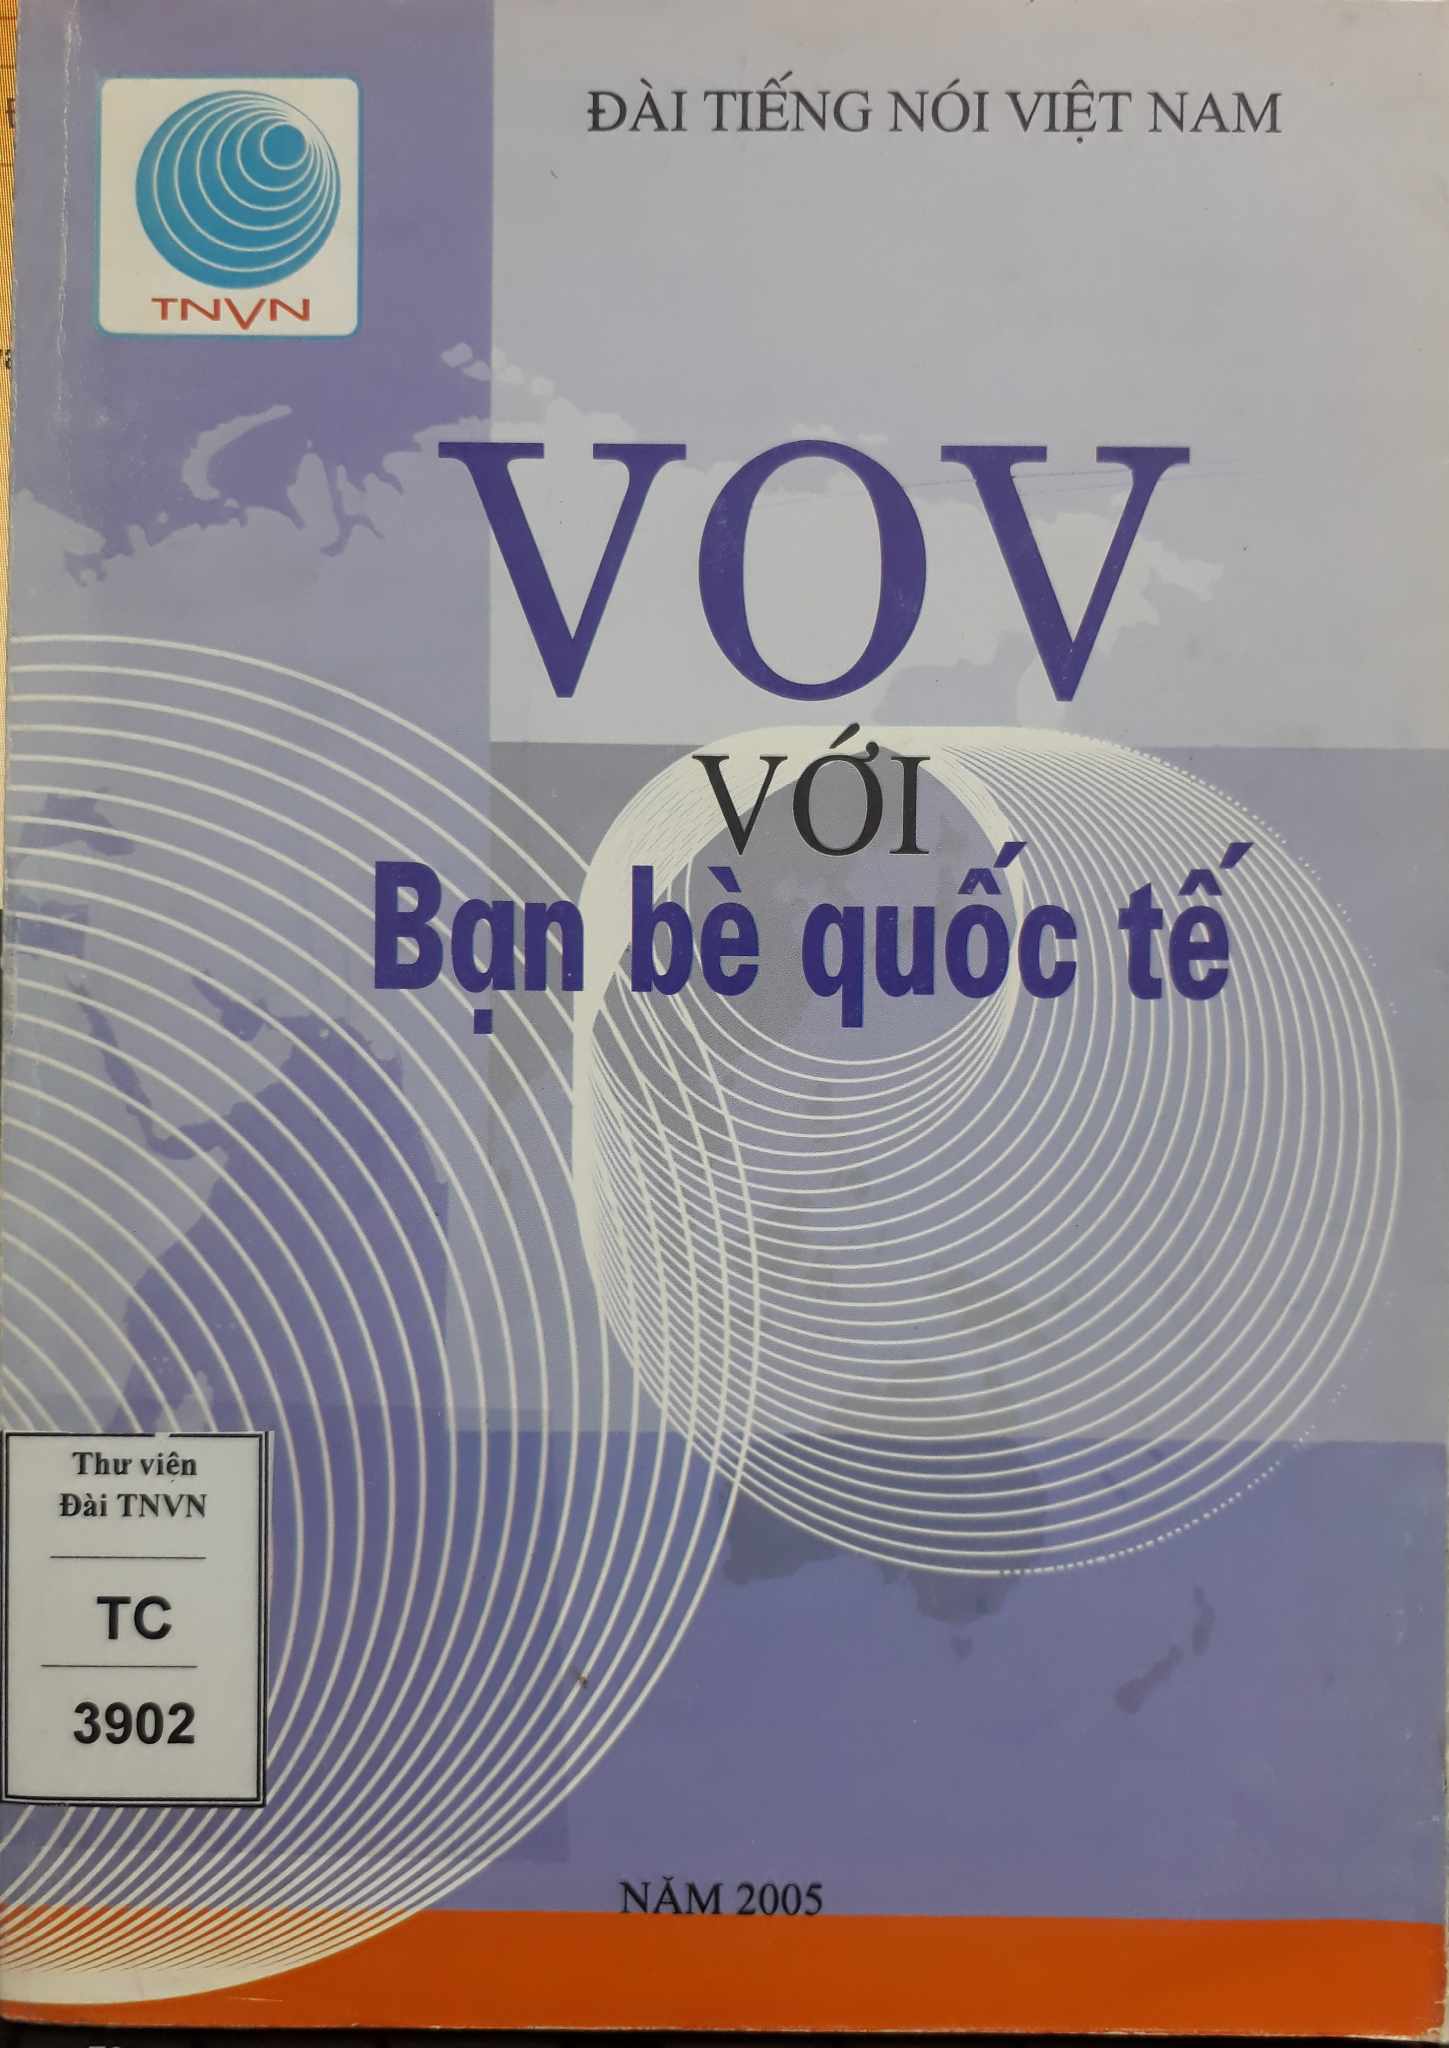 ĐÀI TIẾNG NÓI VIỆT NAM
TNVN
VOV
VỚI
Bạn bè quốc tế
Thư viện
Đài TNVN
TC
3902
NĂM 2005